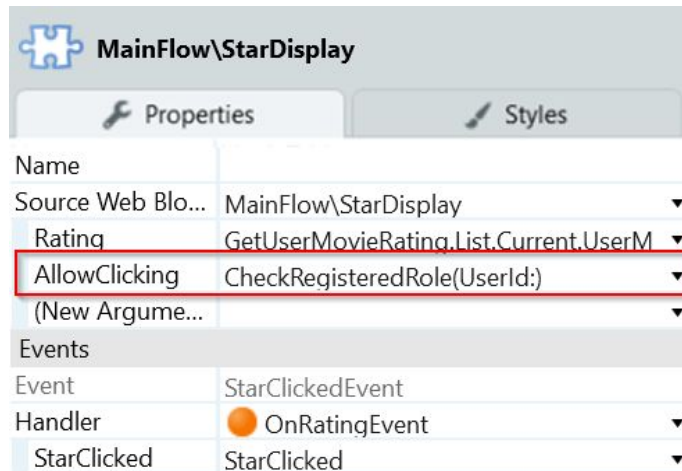 MainFlow\StarDisplay
Properties Styles
Name
Source Web Blo... MainFlow\StarDisplay
Rating GetUserMovieRating.List.Current.UserM
AllowClicking CheckRegisteredRole(UserId:)
(New Argume...
Events
Event StarClickedEvent
Handler OnRatingEvent
StarClicked StarClicked